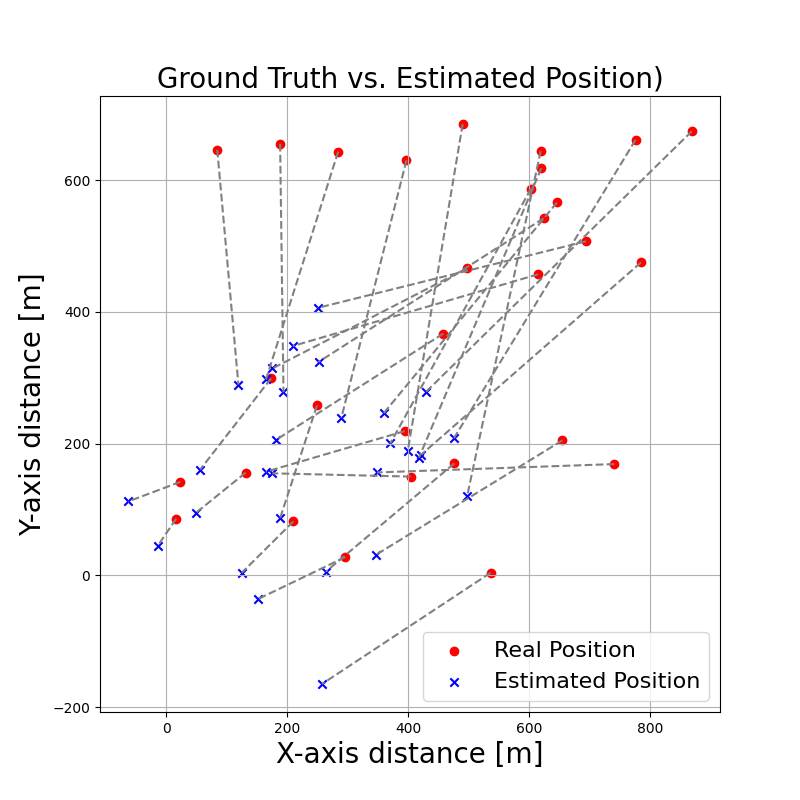 Ground Truth vs. Estimated Position)
Y-axis distance [m]
600
400
200
0
−200
0 200 400 600 800
X-axis distance [m]
Real Position
Estimated Position